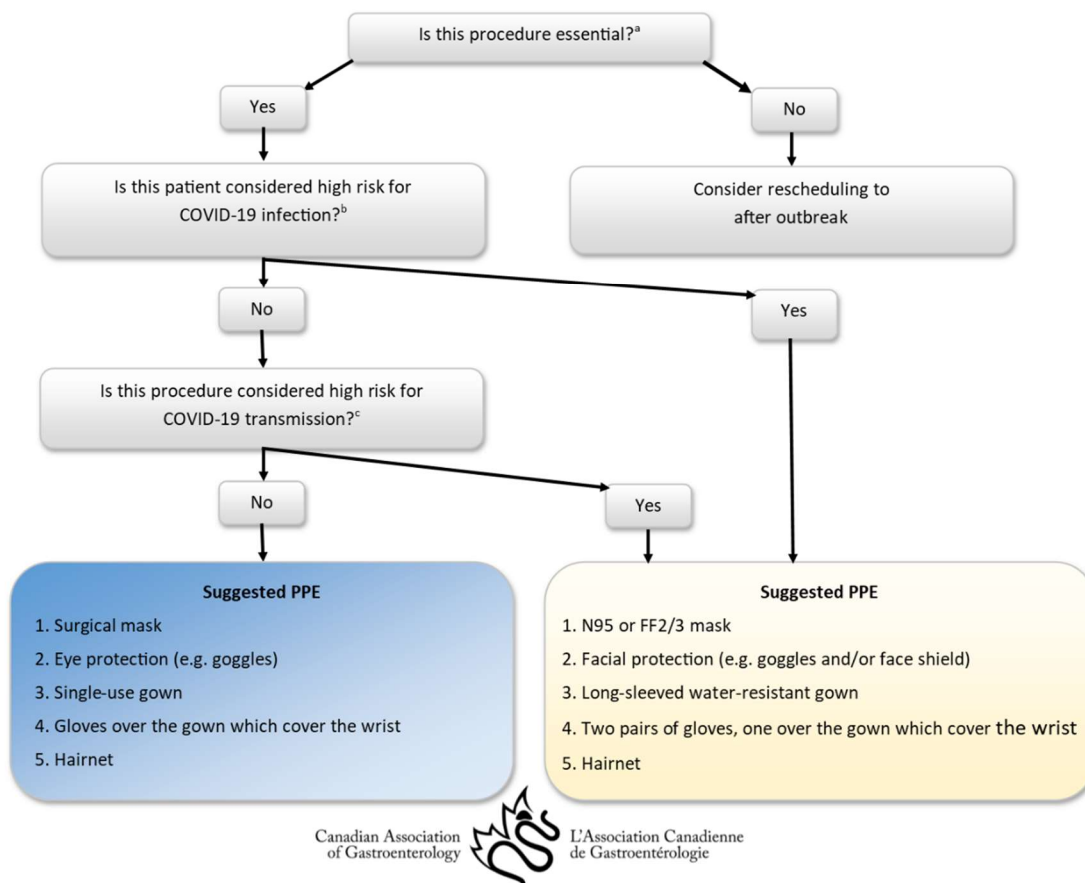 Is this procedure essential?ᵃ
Yes
No
Is this patient considered high risk for
COVID-19 infection?ᵇ
Consider rescheduling to
after outbreak
No
Yes
Is this procedure considered high risk for
COVID-19 transmission?ᶜ
No
Yes
Suggested PPE
1. Surgical mask
2. Eye protection (e.g. goggles)
3. Single-use gown
4. Gloves over the gown which cover the wrist
5. Hairnet
Suggested PPE
1. N95 or FF2/3 mask
2. Facial protection (e.g. goggles and/or face shield)
3. Long-sleeved water-resistant gown
4. Two pairs of gloves, one over the gown which cover the wrist
5. Hairnet
Canadian Association
of Gastroenterology
L'Association Canadienne
de Gastroentérologie